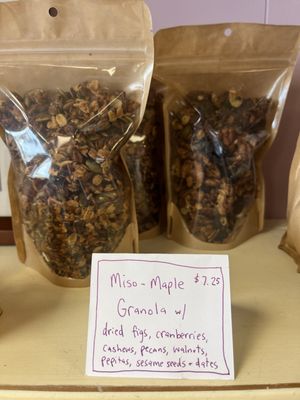 Miso-Maple $7.25
Granola w/
dried figs, cranberries,
cashews, pecans, walnuts,
pepitas, sesame seeds + dates